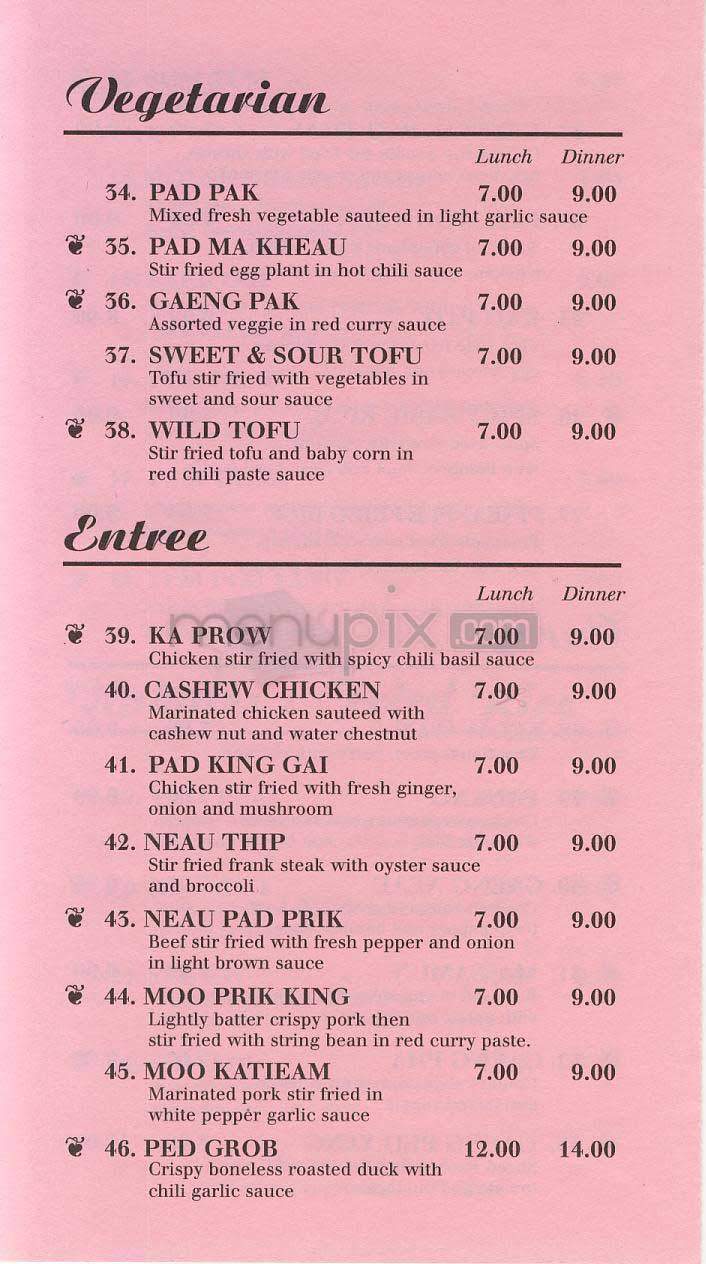 Vegetarian
Lunch Dinner
34. PAD PAK 7.00 9.00
Mixed fresh vegetable sauteed in light garlic sauce
35. PAD MA KHEAU 7.00 9.00
Stir fried egg plant in hot chili sauce
36. GAENG PAK 7.00 9.00
Assorted veggie in red curry sauce
37. SWEET & SOUR TOFU 7.00 9.00
Tofu stir fried with vegetables in
sweet and sour sauce
38. WILD TOFU 7.00 9.00
Stir fried tofu and baby corn in
red chili paste sauce
Entree
Lunch Dinner
menupix.com
39. KA PROW 7.00 9.00
Chicken stir fried with spicy chili basil sauce
40. CASHEW CHICKEN 7.00 9.00
Marinated chicken sauteed with
cashew nut and water chestnut
41. PAD KING GAI 7.00 9.00
Chicken stir fried with fresh ginger,
onion and mushroom
42. NEAU THIP 7.00 9.00
Stir fried frank steak with oyster sauce
and broccoli
43. NEAU PAD PRIK 7.00 9.00
Beef stir fried with fresh pepper and onion
in light brown sauce
44. MOO PRIK KING 7.00 9.00
Lightly batter crispy pork then
stir fried with string bean in red curry paste.
45. MOO KATIEAM 7.00 9.00
Marinated pork stir fried in
white pepper garlic sauce
46. PED GROB 12.00 14.00
Crispy boneless roasted duck with
chili garlic sauce